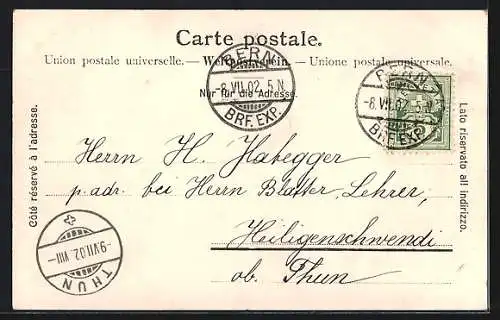 Carte postale.
Union postale universelle. — Weltpostverein. — Unione postale universale.
Nur für die Adresse.
BERN
-6.VII.02. 5 N
BRF. EXP.
BERN
-6.VII.02.
BRF. EXP.
Côté réservé à l'adresse.
Lato riservato all' indirizzo.
Herrn H. Habegger
p. adr. bei Herrn Blatter, Lehrer,
Heiligenschwendi
ob. Thun
-9.VII.02. VIII-
THUN